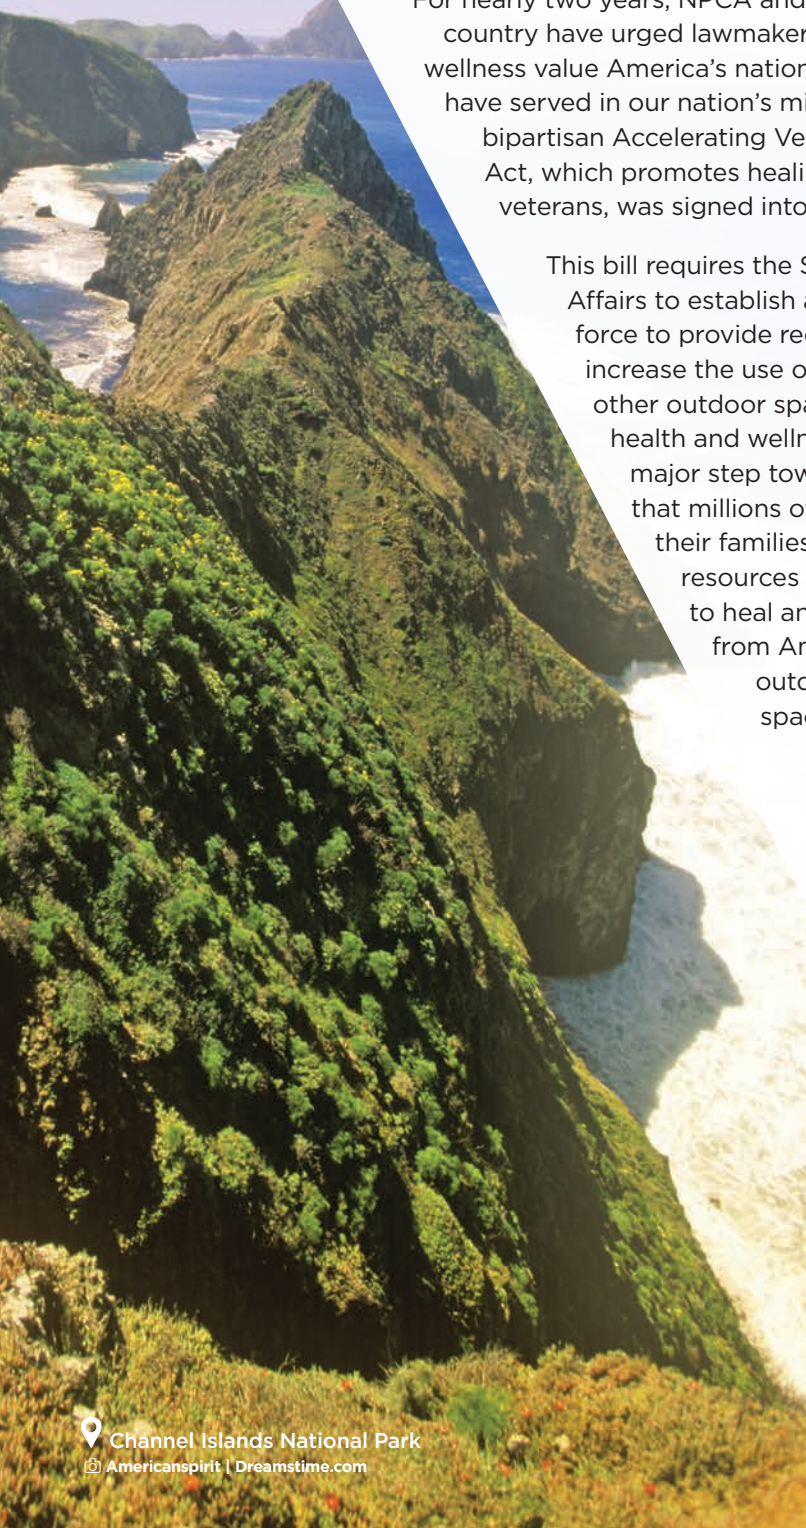 For nearly two years, NPCA and
country have urged lawmaker
wellness value America's nation
have served in our nation's mi
bipartisan Accelerating Ve
Act, which promotes heali
veterans, was signed into
This bill requires the S
Affairs to establish a
force to provide re
increase the use o
other outdoor spa
health and welln
major step tow
that millions o
their families
resources
to heal an
from Am
outd
spac
Channel Islands National Park
Americanspirit | Dreamstime.com